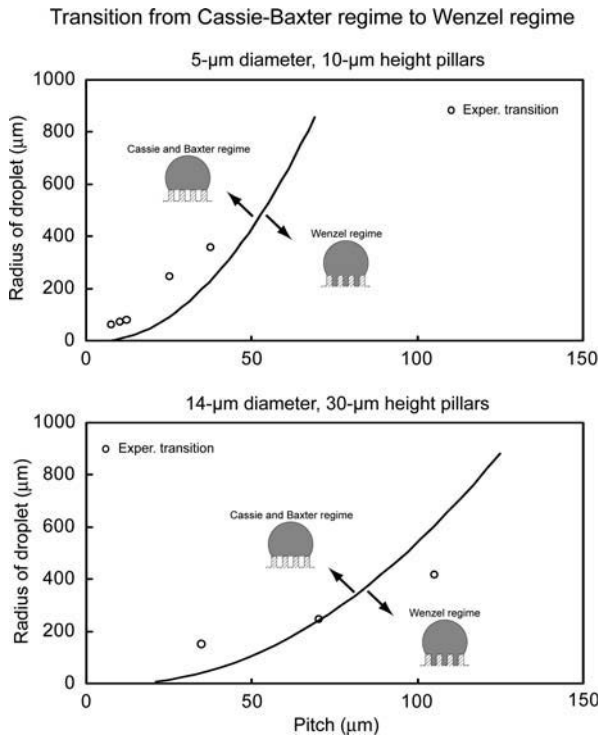 Transition from Cassie-Baxter regime to Wenzel regime
5-μm diameter, 10-μm height pillars
1000
800
600
400
200
0
Radius of droplet (μm)
Exper. transition
Cassie and Baxter regime
Wenzel regime
0 50 100 150
14-μm diameter, 30-μm height pillars
1000
800
600
400
200
0
Radius of droplet (μm)
Exper. transition
Cassie and Baxter regime
Wenzel regime
0 50 100 150
Pitch (μm)